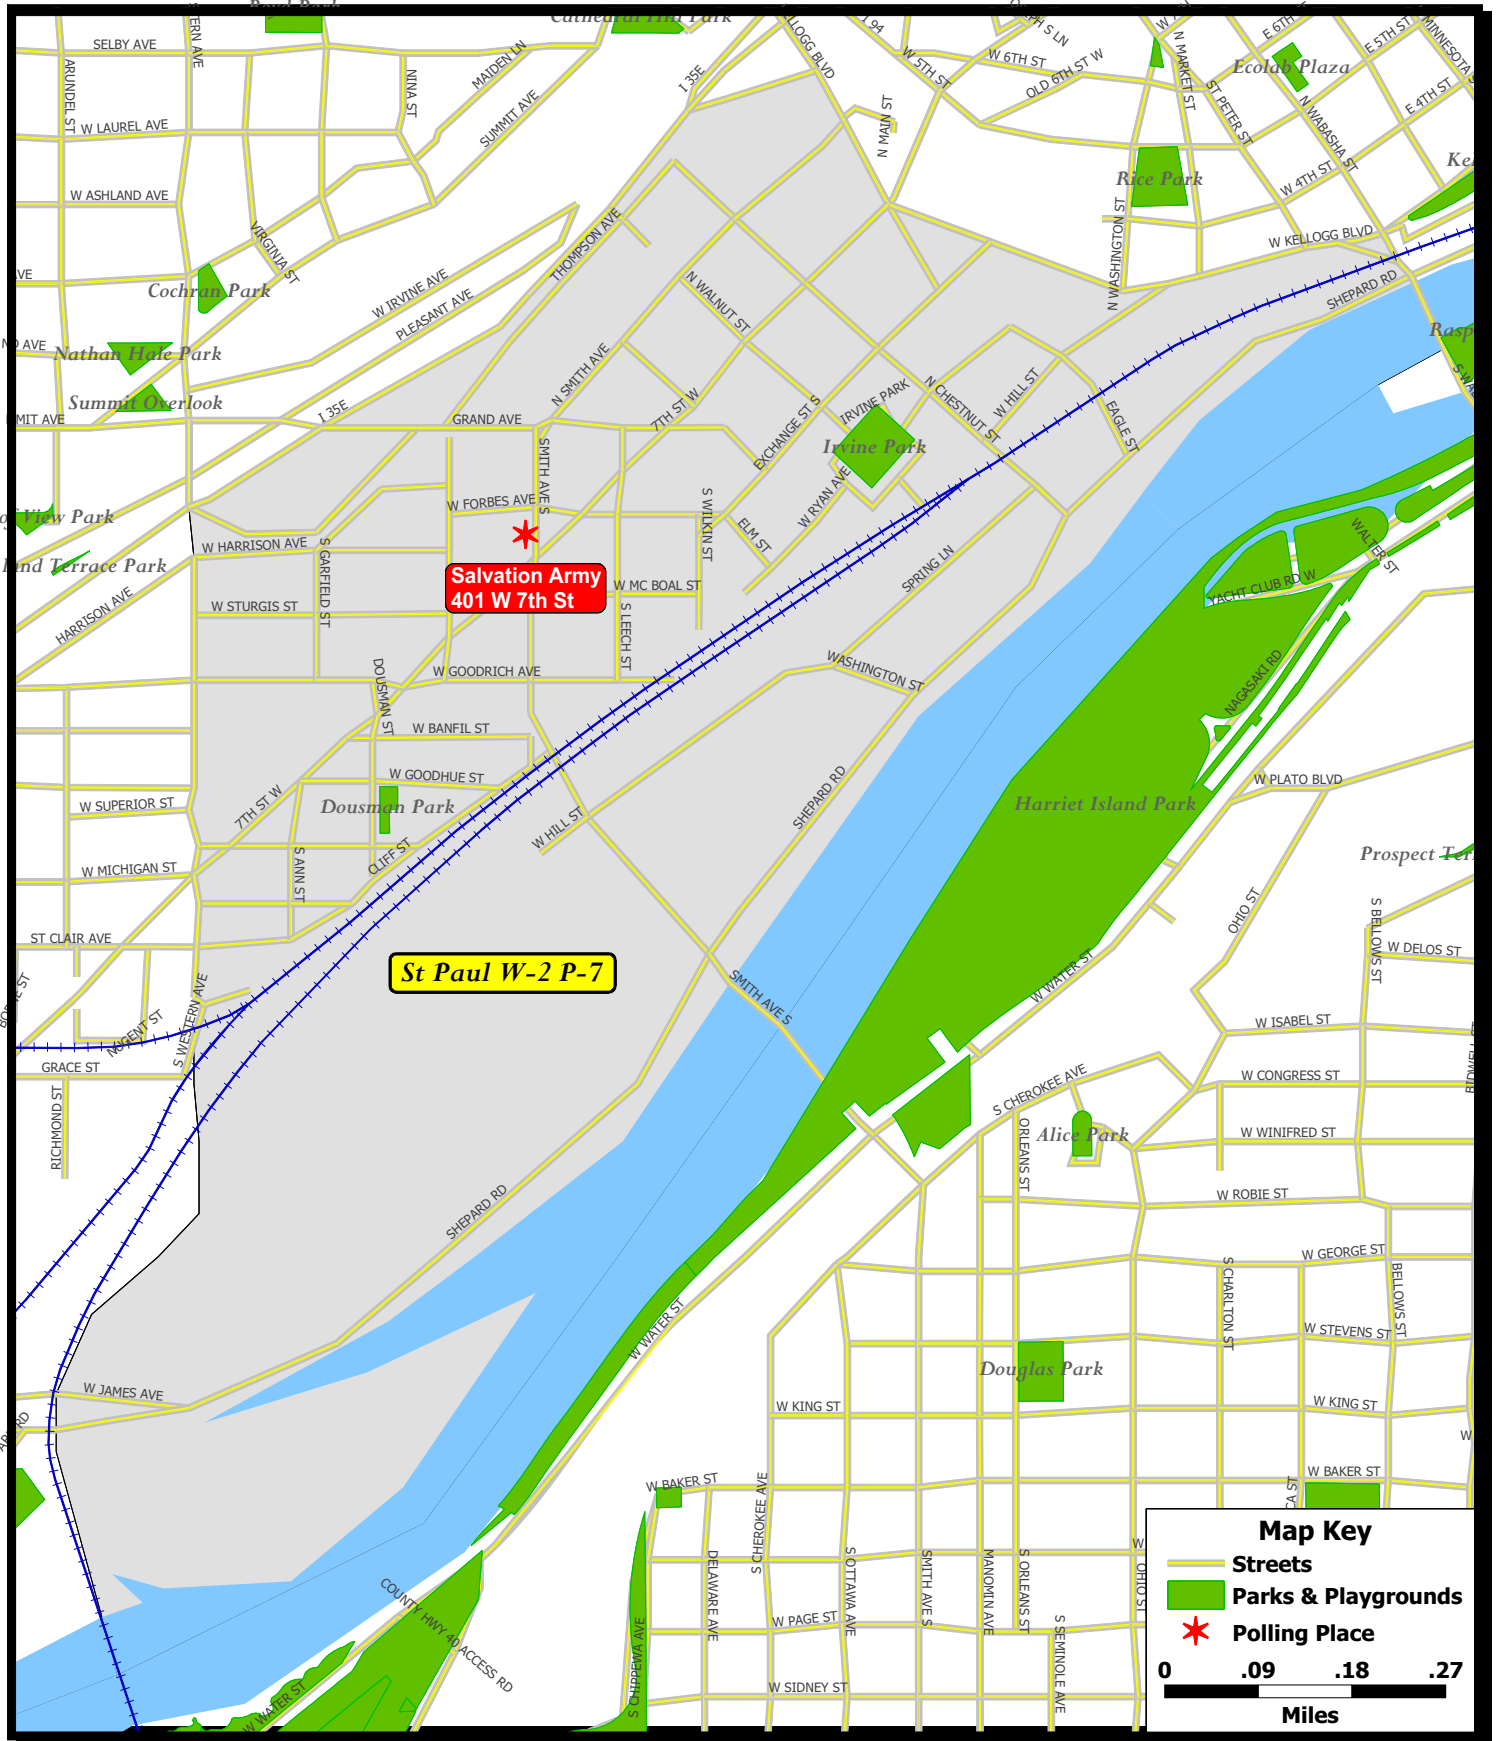 Cathedral Hill Park
SELBY AVE
MAIDEN LN
I 35E
I 94
W 5TH ST
W 6TH ST
OLD 6TH ST W
N MARKET ST
ST PETER ST
E 6TH ST
E 5TH ST
E 4TH ST
Ecolab Plaza
N WABASHA ST
ARUNDEL ST
NINA ST
SUMMIT AVE
N MAIN ST
W LAUREL AVE
W ASHLAND AVE
Rice Park
W 4TH ST
VIRGINIA ST
THOMPSON AVE
N WASHINGTON ST
W KELLOGG BLVD
SHEPARD RD
Cochran Park
W IRVINE AVE
PLEASANT AVE
N WALNUT ST
Nathan Hale Park
Summit Overlook
I 35E
N SMITH AVE
GRAND AVE
7TH ST W
EXCHANGE ST S
IRVINE PARK
Irvine Park
N CHESTNUT ST
W HILL ST
EAGLE ST
SMITH AVE S
W FORBES AVE
S WILKIN ST
ELM ST
W RYAN AVE
W HARRISON AVE
S GARFIELD ST
HARRISON AVE
Salvation Army
401 W 7th St
W MC BOAL ST
S LEECH ST
SPRING LN
WALTER ST
YACHT CLUB RD W
W STURGIS ST
W GOODRICH AVE
WASHINGTON ST
NAGASAKI RD
DOUSMAN ST
W BANFIL ST
W GOODHUE ST
Dousman Park
W SUPERIOR ST
7TH ST W
CLIFF ST
W HILL ST
SHEPARD RD
Harriet Island Park
W PLATO BLVD
W MICHIGAN ST
S ANN ST
OHIO ST
S BELLOWS ST
W DELOS ST
ST CLAIR AVE
St Paul W-2 P-7
SMITH AVE S
W WATER ST
NUGENT ST
S WESTERN AVE
GRACE ST
RICHMOND ST
W ISABEL ST
W CONGRESS ST
S CHEROKEE AVE
ORLEANS ST
Alice Park
W WINIFRED ST
W ROBIE ST
SHEPARD RD
W GEORGE ST
S CHARLTON ST
BELLOWS ST
W STEVENS ST
W WATER ST
Douglas Park
W JAMES AVE
W KING ST
W KING ST
W BAKER ST
W BAKER ST
S CHEROKEE AVE
DELAWARE AVE
S OTTAWA AVE
SMITH AVE S
MANOMIN AVE
S ORLEANS ST
OHIO ST
COUNTY HWY 40 ACCESS RD
S CHIPPEWA AVE
W PAGE ST
S SEMINOLE AVE
W SIDNEY ST
W WATER ST
Map Key
Streets
Parks & Playgrounds
Polling Place
0 .09 .18 .27
Miles